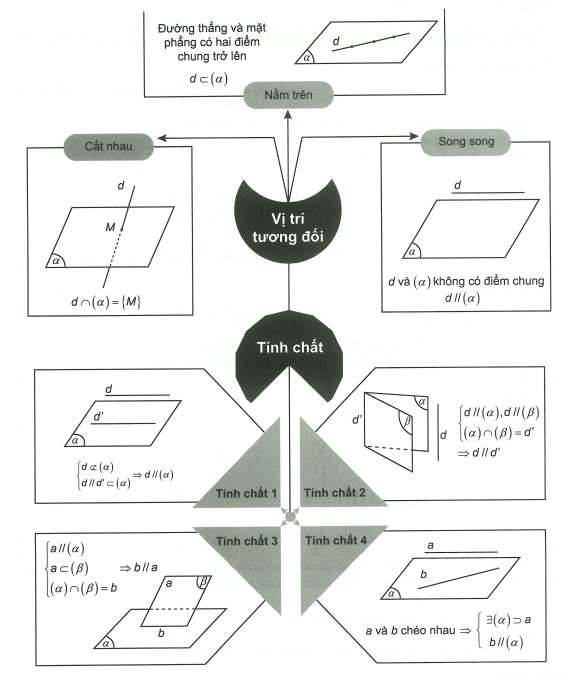 Đường thẳng và mặt
phẳng có hai điểm
chung trở lên
d ⊂ (α)
d
α
Nằm trên
Cắt nhau
d
M
α
d ∩ (α) = {M}
Song song
d
α
d và (α) không có điểm chung
d // (α)
Vị trí
tương đối
Tính chất
d
d'
α
{d ⊄ (α)
{d // d' ⊂ (α) ⇒ d // (α)
Tính chất 1
d'
α
β
d
{d // (α), d // (β)
{(α) ∩ (β) = d'
⇒ d // d'
Tính chất 2
Tính chất 3
{a // (α)
{a ⊂ (β) ⇒ b // a
{(α) ∩ (β) = b
a
β
b
α
Tính chất 4
a
b
α
a và b chéo nhau ⇒ { ∃(α) ⊃ a
b // (α)